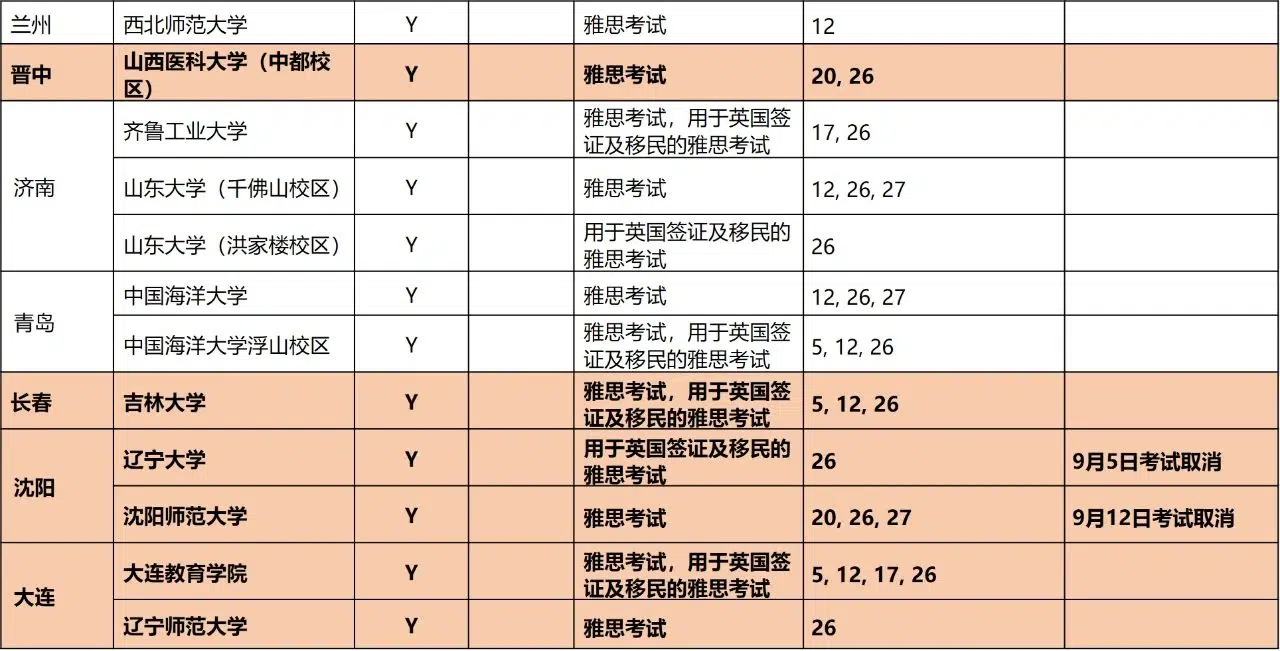 兰州 西北师范大学 Y 雅思考试 12
晋中 山西医科大学（中都校
区） Y 雅思考试 20, 26
济南
齐鲁工业大学 Y 雅思考试，用于英国签
证及移民的雅思考试 17, 26
山东大学（千佛山校区） Y 雅思考试 12, 26, 27
山东大学（洪家楼校区） Y 用于英国签证及移民的
雅思考试 26
青岛
中国海洋大学 Y 雅思考试 12, 26, 27
中国海洋大学浮山校区 Y 雅思考试，用于英国签
证及移民的雅思考试 5, 12, 26
长春 吉林大学 Y 雅思考试，用于英国签
证及移民的雅思考试 5, 12, 26
沈阳
辽宁大学 Y 用于英国签证及移民的
雅思考试 26 9月5日考试取消
沈阳师范大学 Y 雅思考试 20, 26, 27 9月12日考试取消
大连
大连教育学院 Y 雅思考试，用于英国签
证及移民的雅思考试 5, 12, 17, 26
辽宁师范大学 Y 雅思考试 26